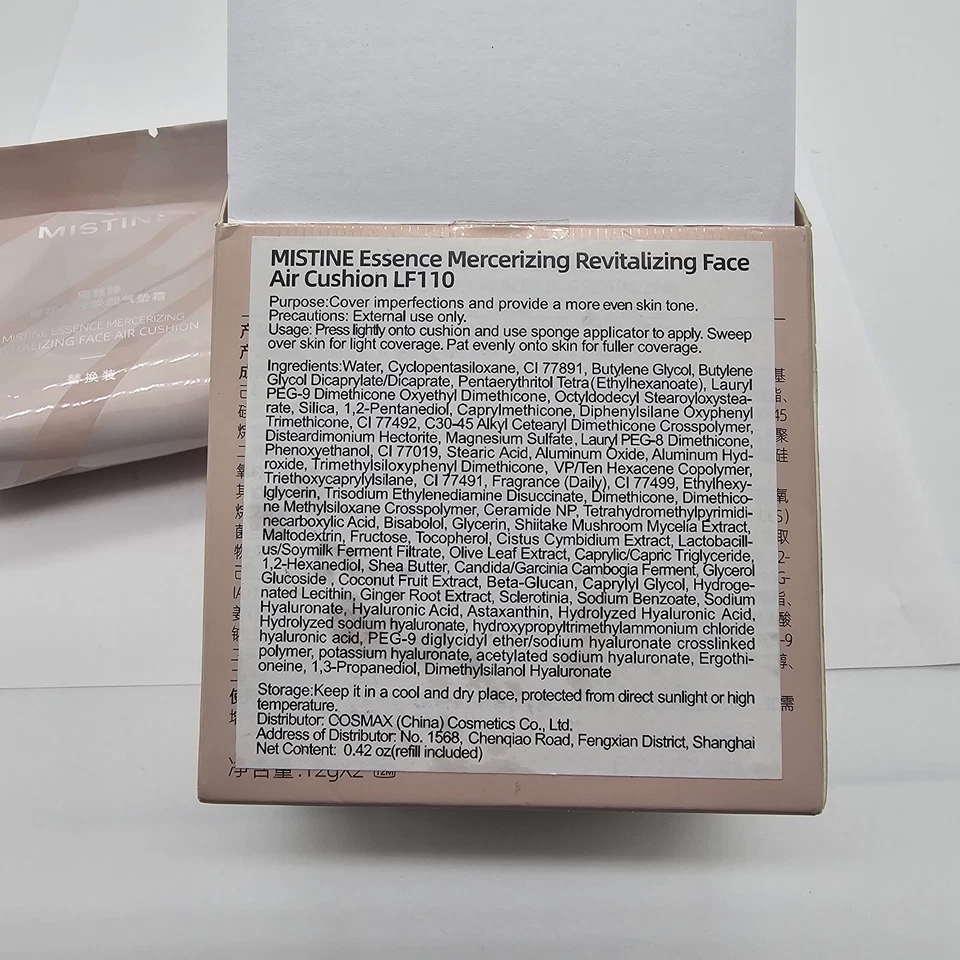 MISTINE
气垫霜
MISTINE ESSENCE MERCERIZING
VITALIZING FACE AIR CUSHION
替换装
MISTINE Essence Mercerizing Revitalizing Face
Air Cushion LF110
Purpose:Cover imperfections and provide a more even skin tone.
Precautions: External use only.
Usage: Press lightly onto cushion and use sponge applicator to apply. Sweep
over skin for light coverage. Pat evenly onto skin for fuller coverage.
Ingredients:Water, Cyclopentasiloxane, CI 77891, Butylene Glycol, Butylene
Glycol Dicaprylate/Dicaprate, Pentaerythritol Tetra(Ethylhexanoate), Lauryl
PEG-9 Dimethicone Oxyethyl Dimethicone, Octyldodecyl Stearoyloxystea-
rate, Silica, 1,2-Pentanediol, Caprylmethicone, Diphenylsilane Oxyphenyl
Trimethicone, CI 77492, C30-45 Alkyl Cetearyl Dimethicone Crosspolymer,
Disteardimonium Hectorite, Magnesium Sulfate, Lauryl PEG-8 Dimethicone,
Phenoxyethanol, CI 77019, Stearic Acid, Aluminum Oxide, Aluminum Hyd-
roxide, Trimethylsiloxyphenyl Dimethicone, VP/Ten Hexacene Copolymer,
Triethoxycaprylylsilane, CI 77491, Fragrance (Daily), CI 77499, Ethylhexy-
lglycerin, Trisodium Ethylenediamine Disuccinate, Dimethicone, Dimethico-
ne Methylsiloxane Crosspolymer, Ceramide NP, Tetrahydromethylpyrimidi-
necarboxylic Acid, Bisabolol, Glycerin, Shiitake Mushroom Mycelia Extract,
Maltodextrin, Fructose, Tocopherol, Cistus Cymbidium Extract, Lactobacill-
us/Soymilk Ferment Filtrate, Olive Leaf Extract, Caprylic/Capric Triglyceride,
1,2-Hexanediol, Shea Butter, Candida/Garcinia Cambogia Ferment, Glycerol
Glucoside , Coconut Fruit Extract, Beta-Glucan, Caprylyl Glycol, Hydroge-
nated Lecithin, Ginger Root Extract, Sclerotinia, Sodium Benzoate, Sodium
Hyaluronate, Hyaluronic Acid, Astaxanthin, Hydrolyzed Hyaluronic Acid,
Hydrolyzed sodium hyaluronate, hydroxypropyltrimethylammonium chloride
hyaluronic acid, PEG-9 diglycidyl ether/sodium hyaluronate crosslinked
polymer, potassium hyaluronate, acetylated sodium hyaluronate, Ergothi-
oneine, 1,3-Propanediol, Dimethylsilanol Hyaluronate
Storage:Keep it in a cool and dry place, protected from direct sunlight or high
temperature.
Distributor: COSMAX (China) Cosmetics Co., Ltd.
Address of Distributor: No. 1568, Chenqiao Road, Fengxian District, Shanghai
Net Content: 0.42 oz(refill included)
净含量:12gx2 12M